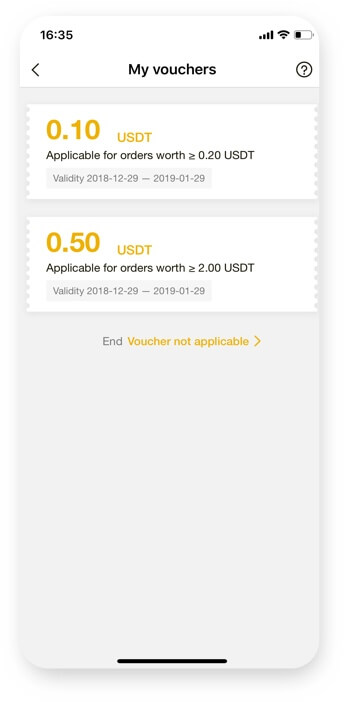 16:35
My vouchers
0.10 USDT
Applicable for orders worth ≥ 0.20 USDT
Validity 2018-12-29 — 2019-01-29
0.50 USDT
Applicable for orders worth ≥ 2.00 USDT
Validity 2018-12-29 — 2019-01-29
End Voucher not applicable